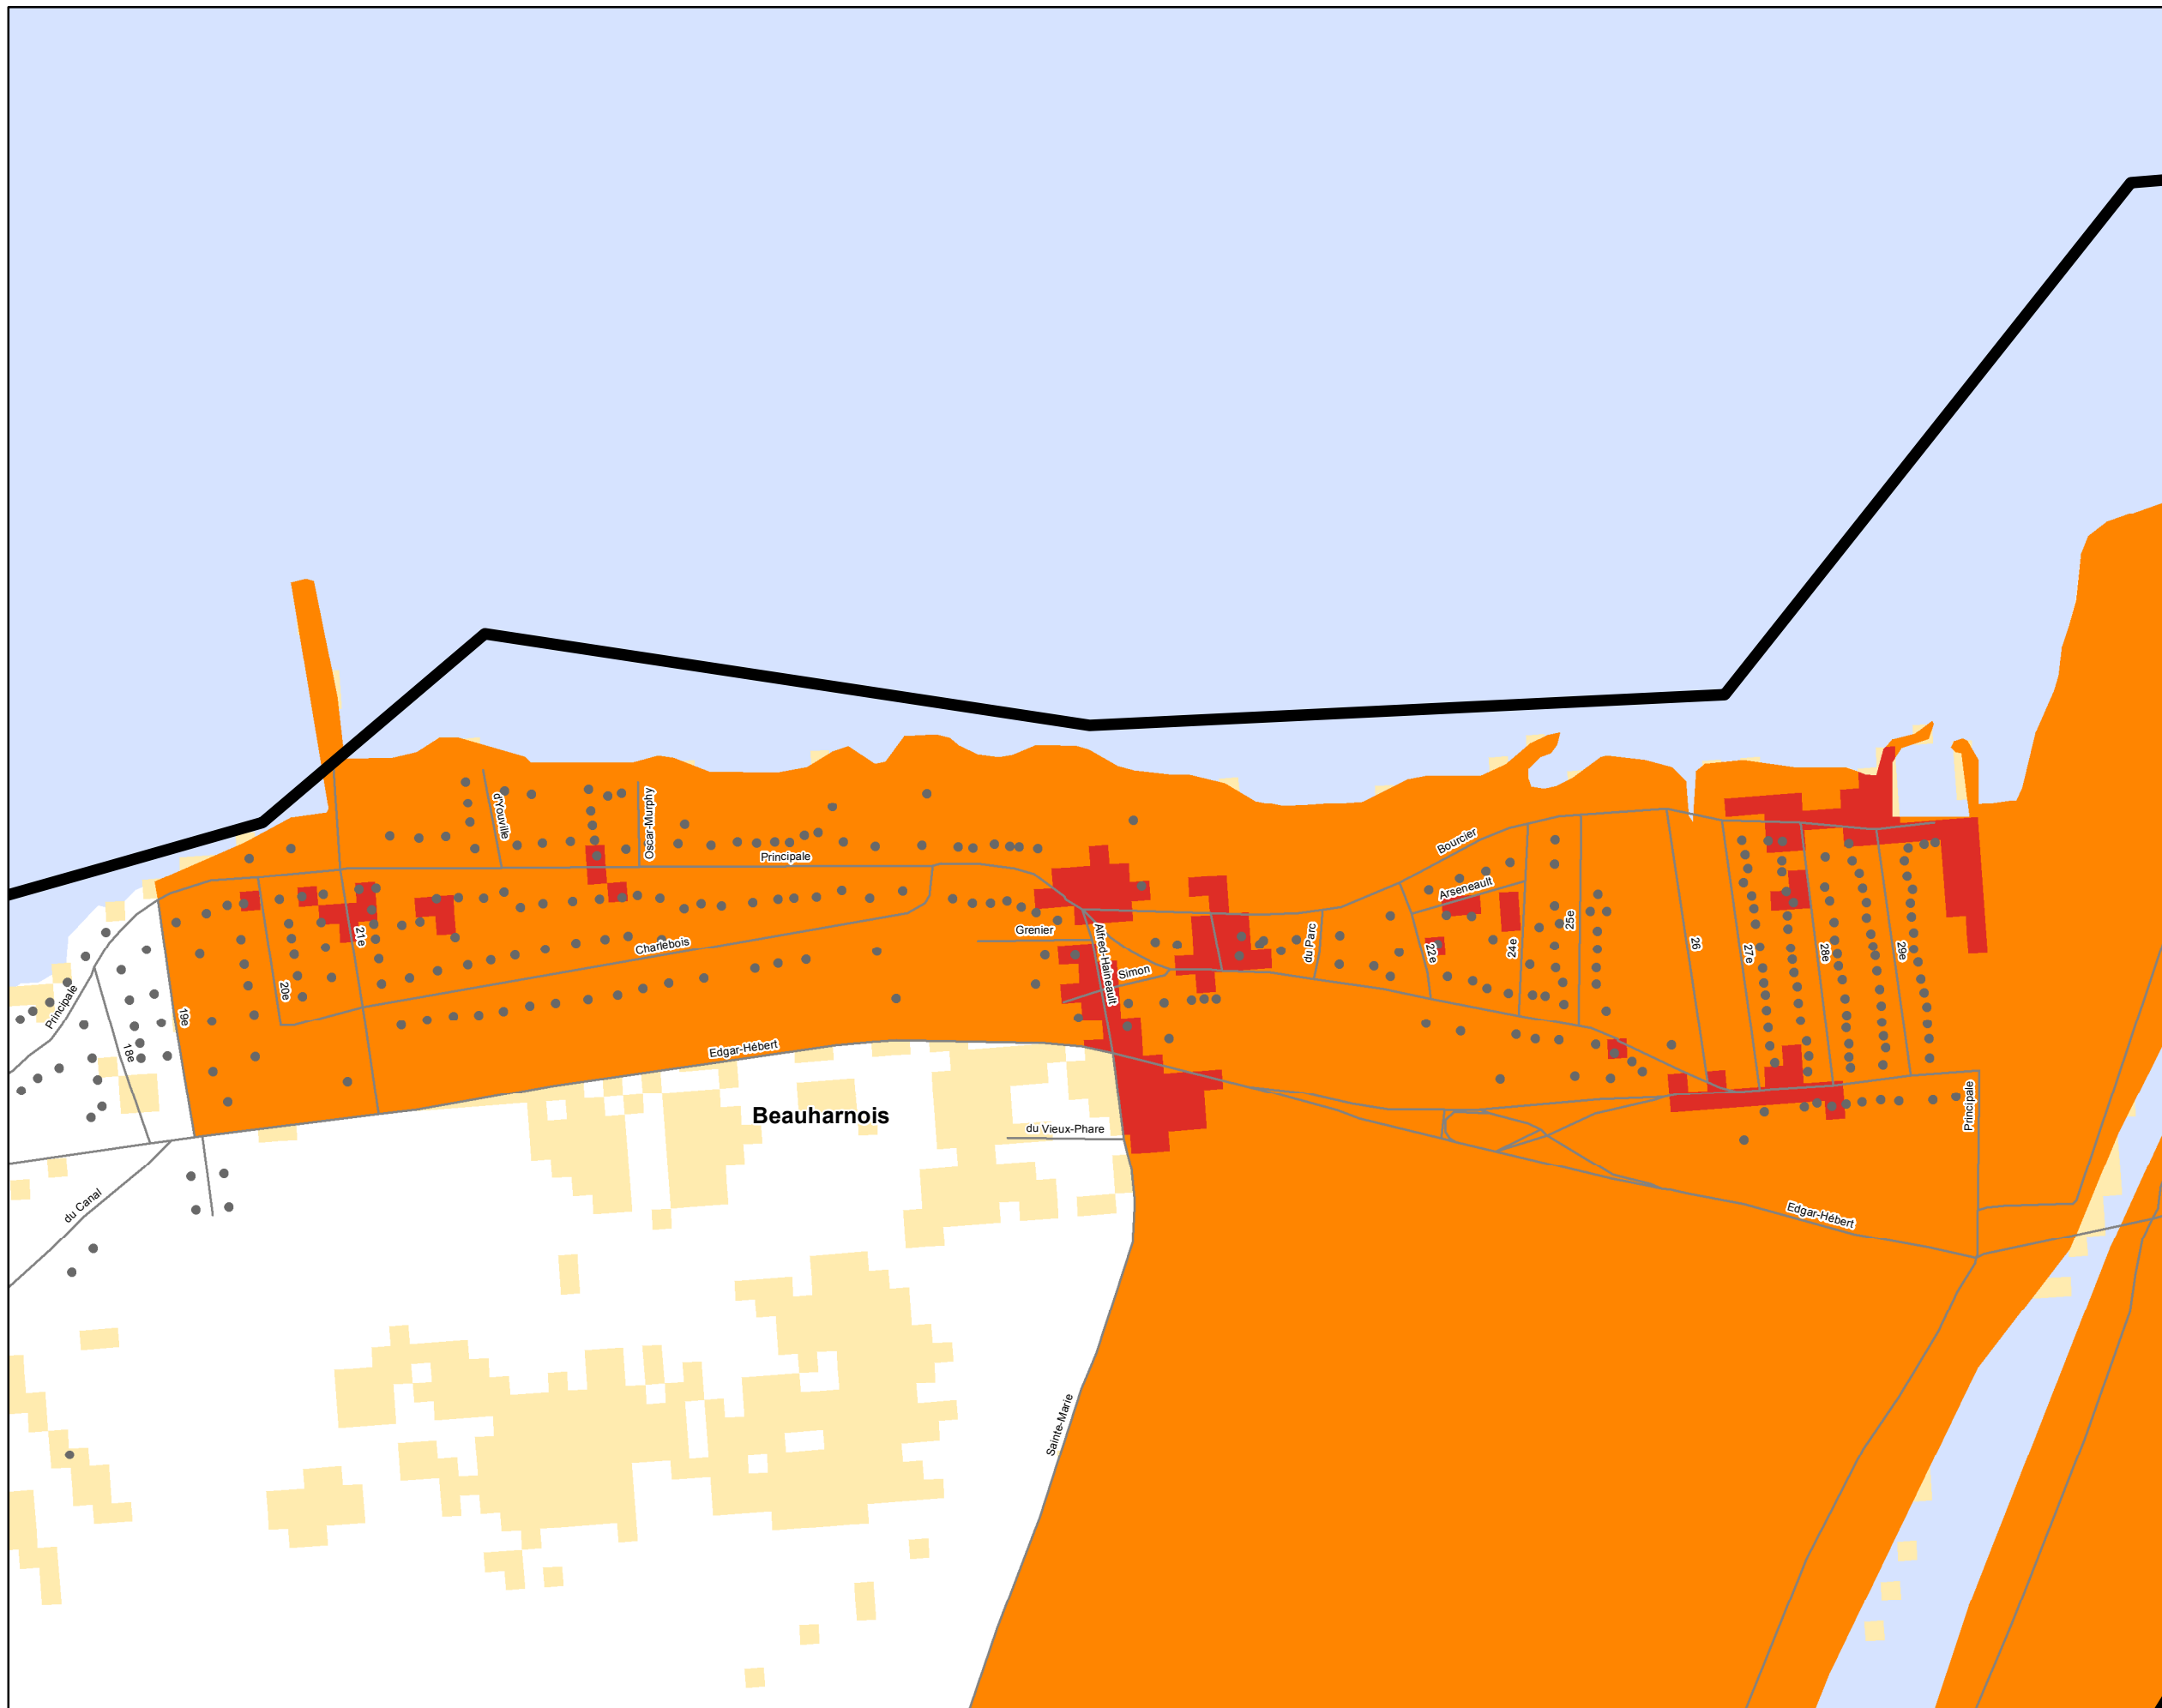 d'Youville
Oscar-Murphy
Principale
Bourcier
Arseneault
21e
Charlebois
Grenier
Alfred-Haineault
Simon
du Parc
22e
24e
25e
26
27e
28e
29e
20e
19e
Principale
18e
Edgar-Hébert
Beauharnois
du Vieux-Phare
Principale
du Canal
Edgar-Hébert
Sainte-Marie